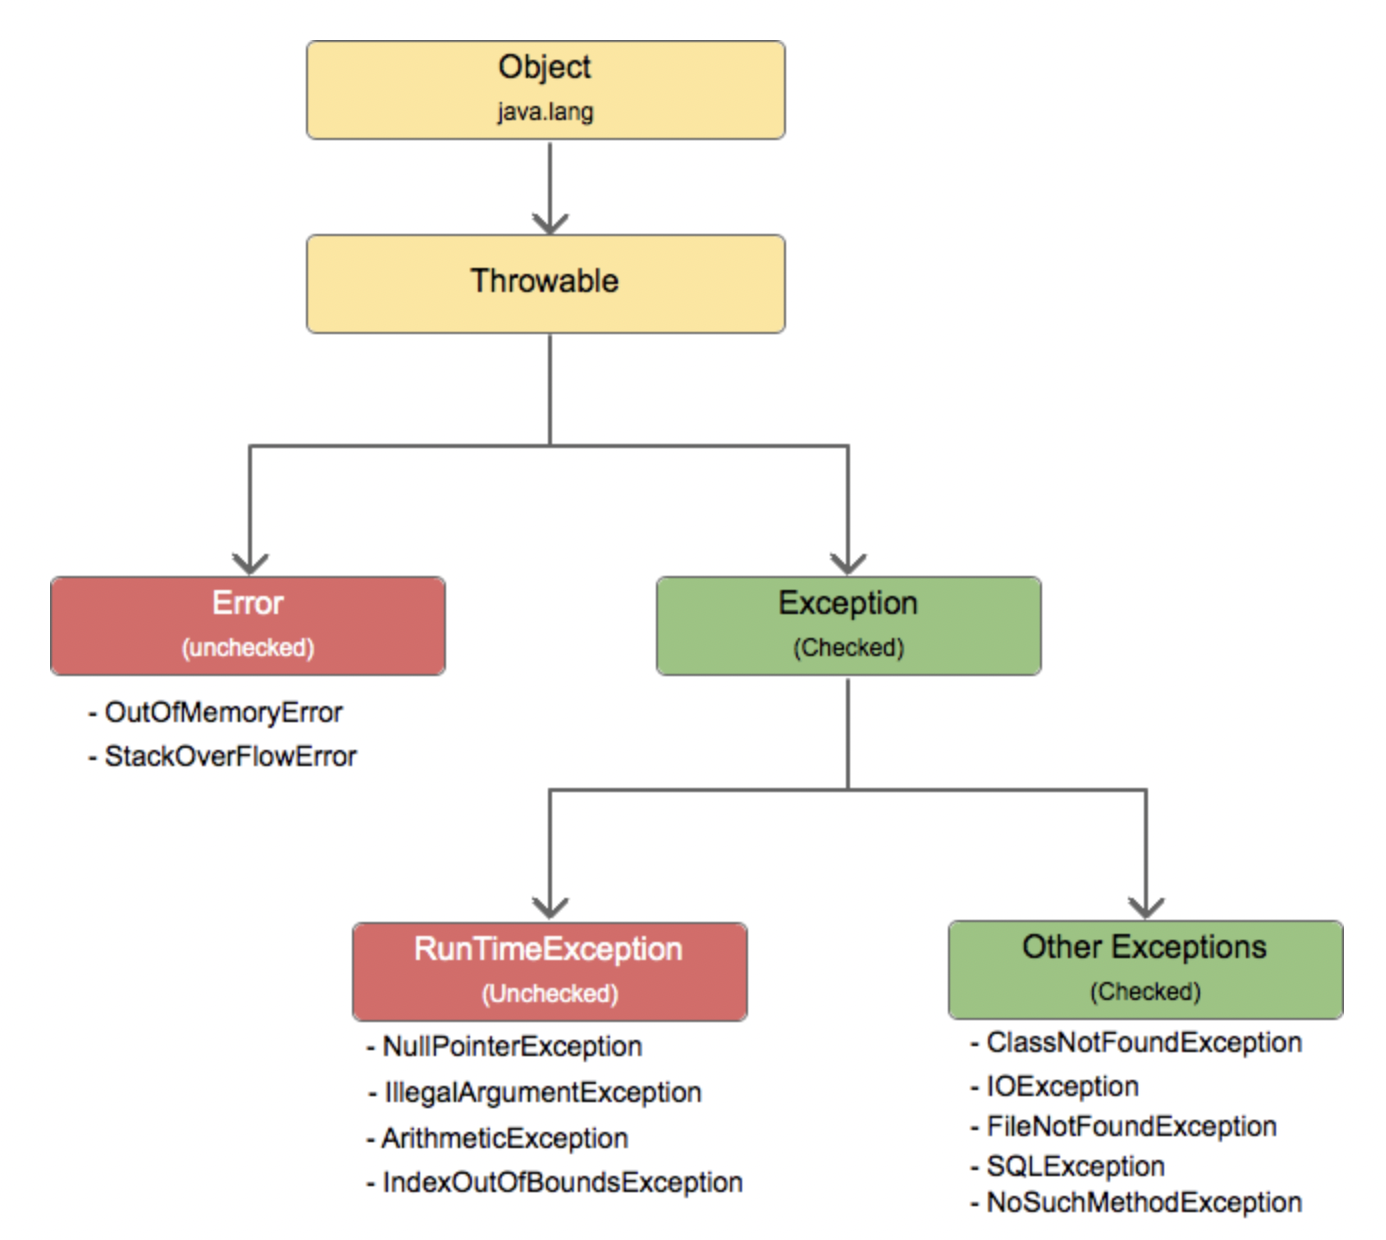 Object
java.lang
Throwable
Error
(unchecked)
- OutOfMemoryError
- StackOverFlowError
Exception
(Checked)
RunTimeException
(Unchecked)
- NullPointerException
- IllegalArgumentException
- ArithmeticException
- IndexOutOfBoundsException
Other Exceptions
(Checked)
- ClassNotFoundException
- IOException
- FileNotFoundException
- SQLException
- NoSuchMethodException